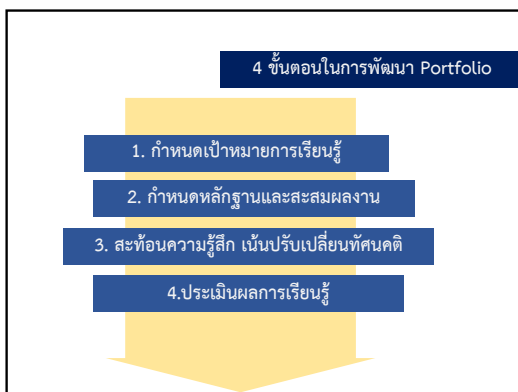 4 ขั้นตอนในการพัฒนา Portfolio
1. กำหนดเป้าหมายการเรียนรู้
2. กำหนดหลักฐานและสะสมผลงาน
3. สะท้อนความรู้สึก เน้นปรับเปลี่ยนทัศนคติ
4.ประเมินผลการเรียนรู้